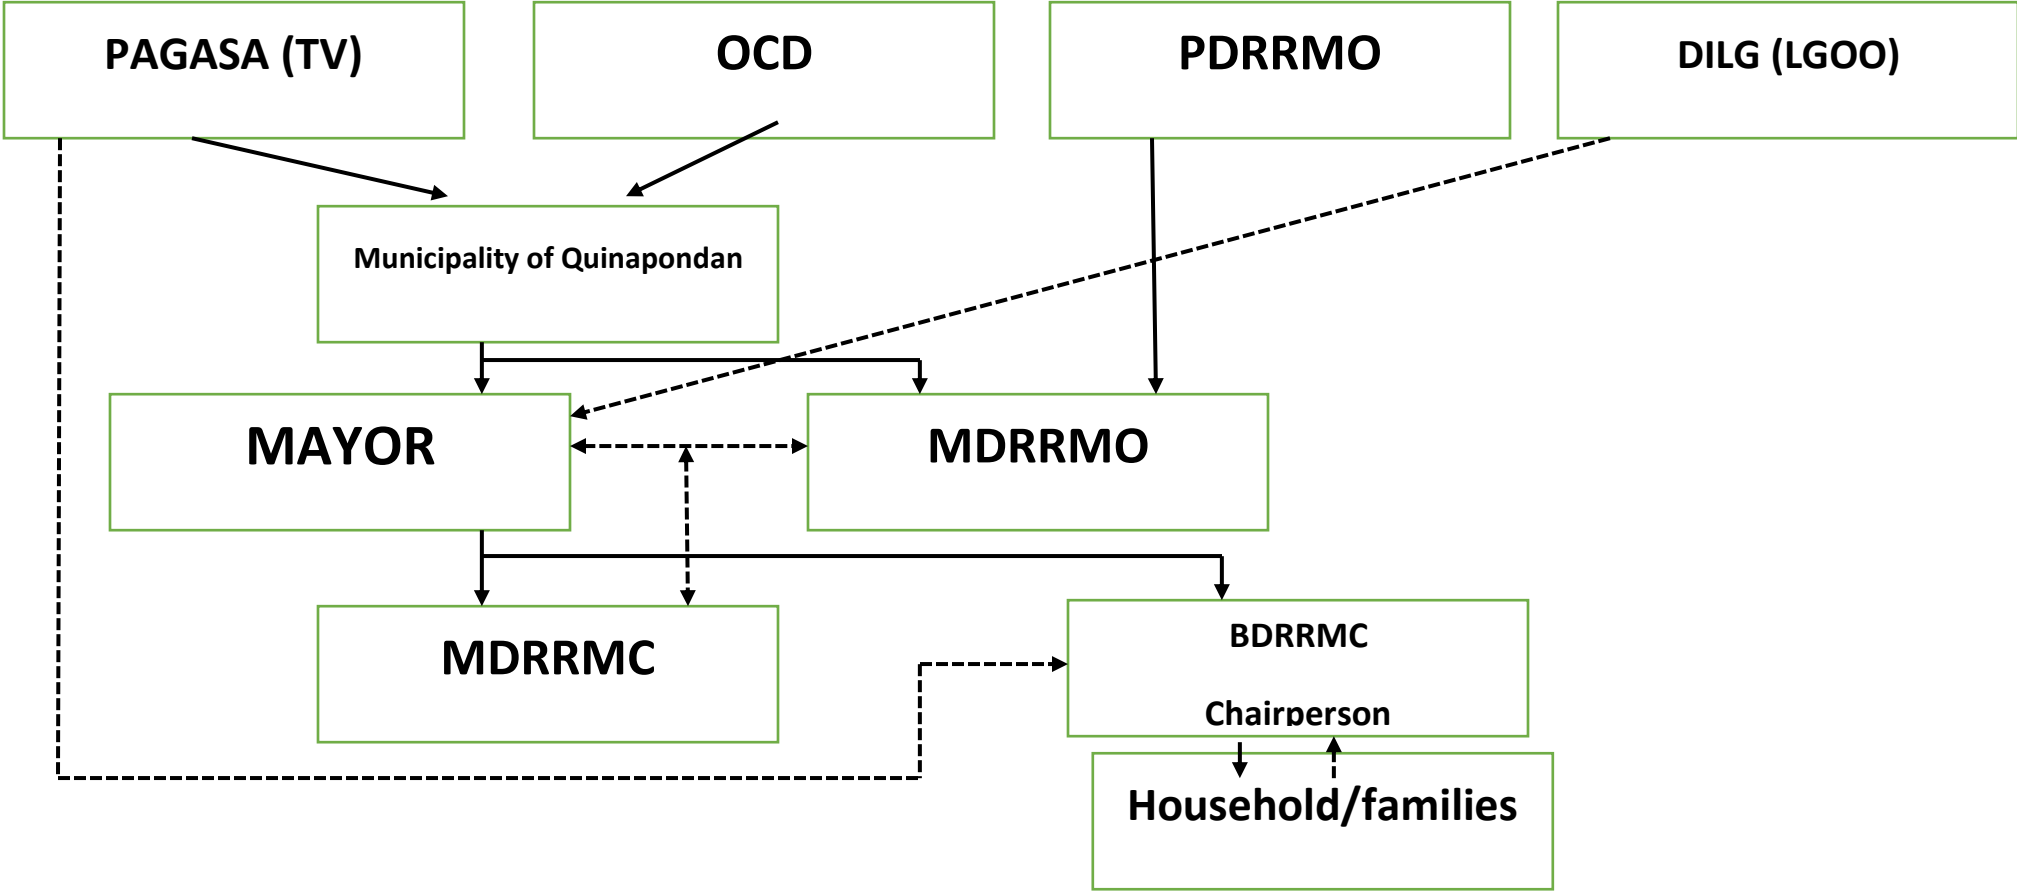 PAGASA (TV)
OCD
PDRRMO
DILG (LGOO)
Municipality of Quinapondan
MAYOR
MDRRMO
MDRRMC
BDRRMC
Chairperson
Household/families